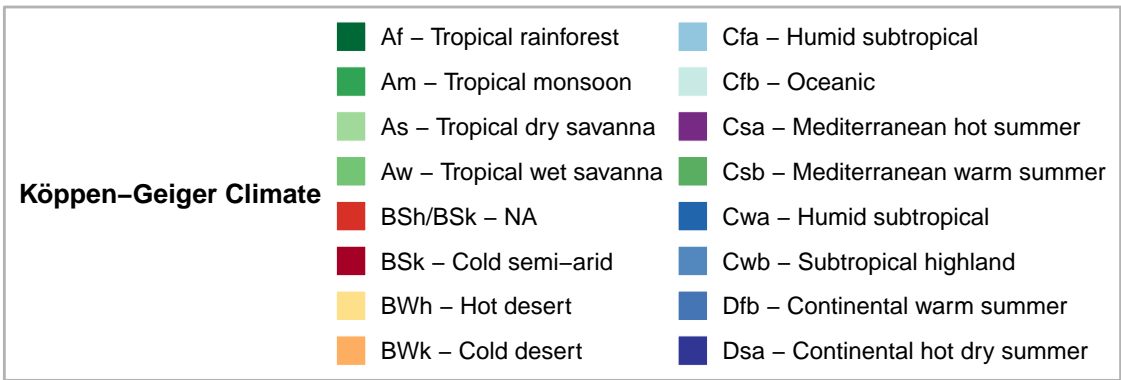 Köppen−Geiger Climate
Af − Tropical rainforest
Am − Tropical monsoon
As − Tropical dry savanna
Aw − Tropical wet savanna
BSh/BSk − NA
BSk − Cold semi−arid
BWh − Hot desert
BWk − Cold desert
Cfa − Humid subtropical
Cfb − Oceanic
Csa − Mediterranean hot summer
Csb − Mediterranean warm summer
Cwa − Humid subtropical
Cwb − Subtropical highland
Dfb − Continental warm summer
Dsa − Continental hot dry summer